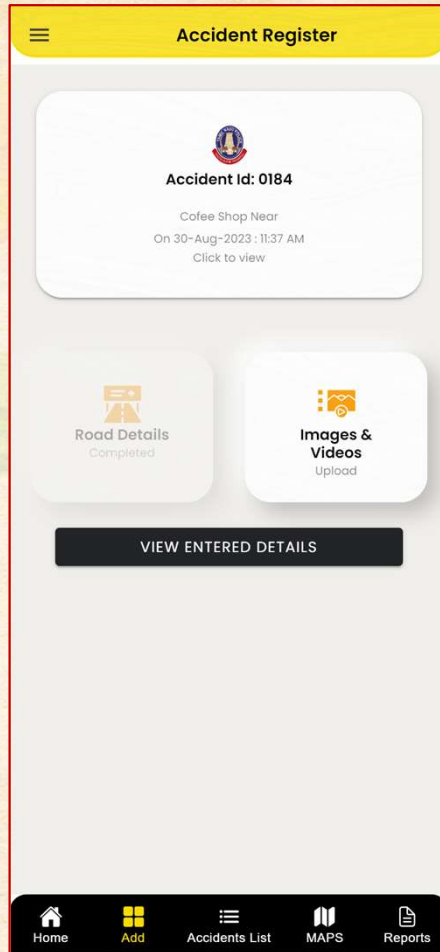 Accident Register
Accident Id: 0184
Cofee Shop Near
On 30-Aug-2023 : 11:37 AM
Click to view
Road Details
Completed
Images &
Videos
Upload
VIEW ENTERED DETAILS
Home
Add
Accidents List
MAPS
Reports